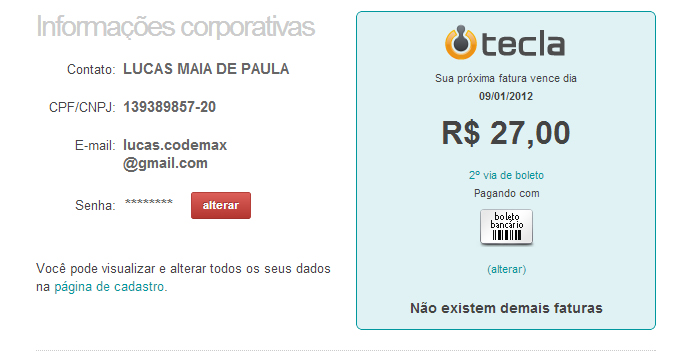 Informações corporativas
Contato: LUCAS MAIA DE PAULA
CPF/CNPJ: 139389857-20
E-mail: lucas.codemax
@gmail.com
Senha: ******** alterar
Você pode visualizar e alterar todos os seus dados
na página de cadastro.
tecla
Sua próxima fatura vence dia
09/01/2012
R$ 27,00
2º via de boleto
Pagando com
boleto
bancário
(alterar)
Não existem demais faturas